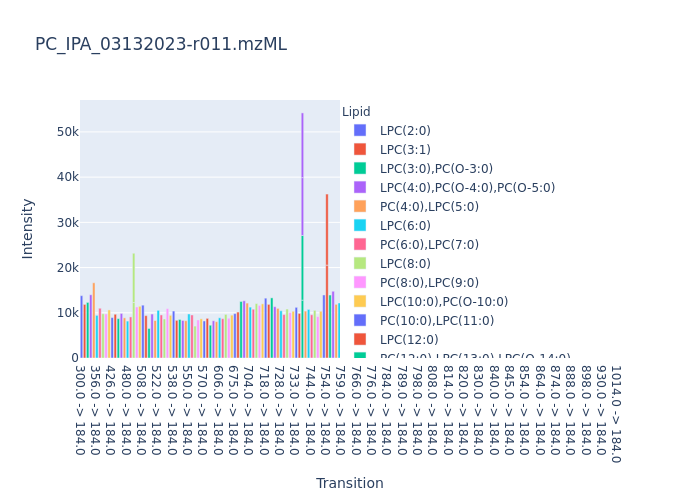 PC_IPA_03132023-r011.mzML
Intensity
50k
40k
30k
20k
10k
0
Lipid
LPC(2:0)
LPC(3:1)
LPC(3:0),PC(O-3:0)
LPC(4:0),PC(O-4:0),PC(O-5:0)
PC(4:0),LPC(5:0)
LPC(6:0)
PC(6:0),LPC(7:0)
LPC(8:0)
PC(8:0),LPC(9:0)
LPC(10:0),PC(O-10:0)
PC(10:0),LPC(11:0)
LPC(12:0)
PC(12:0),LPC(13:0),LPC(O-14:0)
300.0 -> 184.0
356.0 -> 184.0
426.0 -> 184.0
480.0 -> 184.0
508.0 -> 184.0
522.0 -> 184.0
538.0 -> 184.0
550.0 -> 184.0
570.0 -> 184.0
606.0 -> 184.0
675.0 -> 184.0
704.0 -> 184.0
718.0 -> 184.0
728.0 -> 184.0
733.0 -> 184.0
744.0 -> 184.0
754.0 -> 184.0
759.0 -> 184.0
766.0 -> 184.0
776.0 -> 184.0
784.0 -> 184.0
789.0 -> 184.0
798.0 -> 184.0
808.0 -> 184.0
814.0 -> 184.0
820.0 -> 184.0
830.0 -> 184.0
840.0 -> 184.0
845.0 -> 184.0
854.0 -> 184.0
864.0 -> 184.0
874.0 -> 184.0
888.0 -> 184.0
898.0 -> 184.0
930.0 -> 184.0
1014.0 -> 184.0
Transition